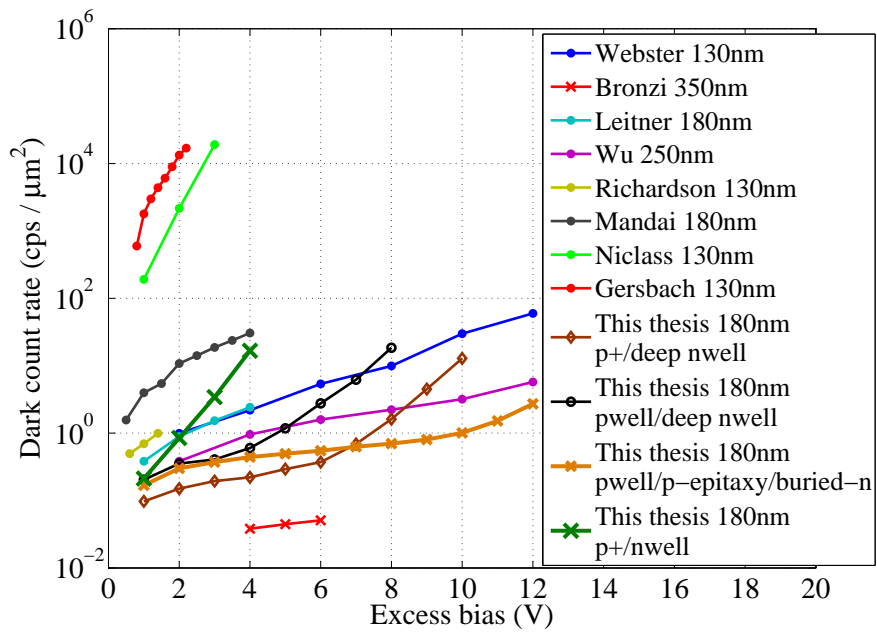 10^6
10^4
10^2
10^0
10^−2
Dark count rate (cps / μm^2)
0 2 4 6 8 10 12 14 16 18 20
Excess bias (V)
Webster 130nm
Bronzi 350nm
Leitner 180nm
Wu 250nm
Richardson 130nm
Mandai 180nm
Niclass 130nm
Gersbach 130nm
This thesis 180nm
p+/deep nwell
This thesis 180nm
pwell/deep nwell
This thesis 180nm
pwell/p−epitaxy/buried−n
This thesis 180nm
p+/nwell